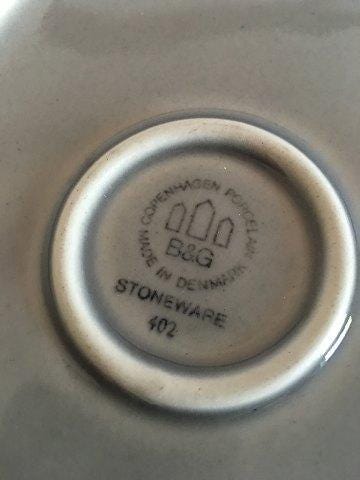 COPENHAGEN PORCELAIN
B&G
MADE IN DENMARK
STONEWARE
402